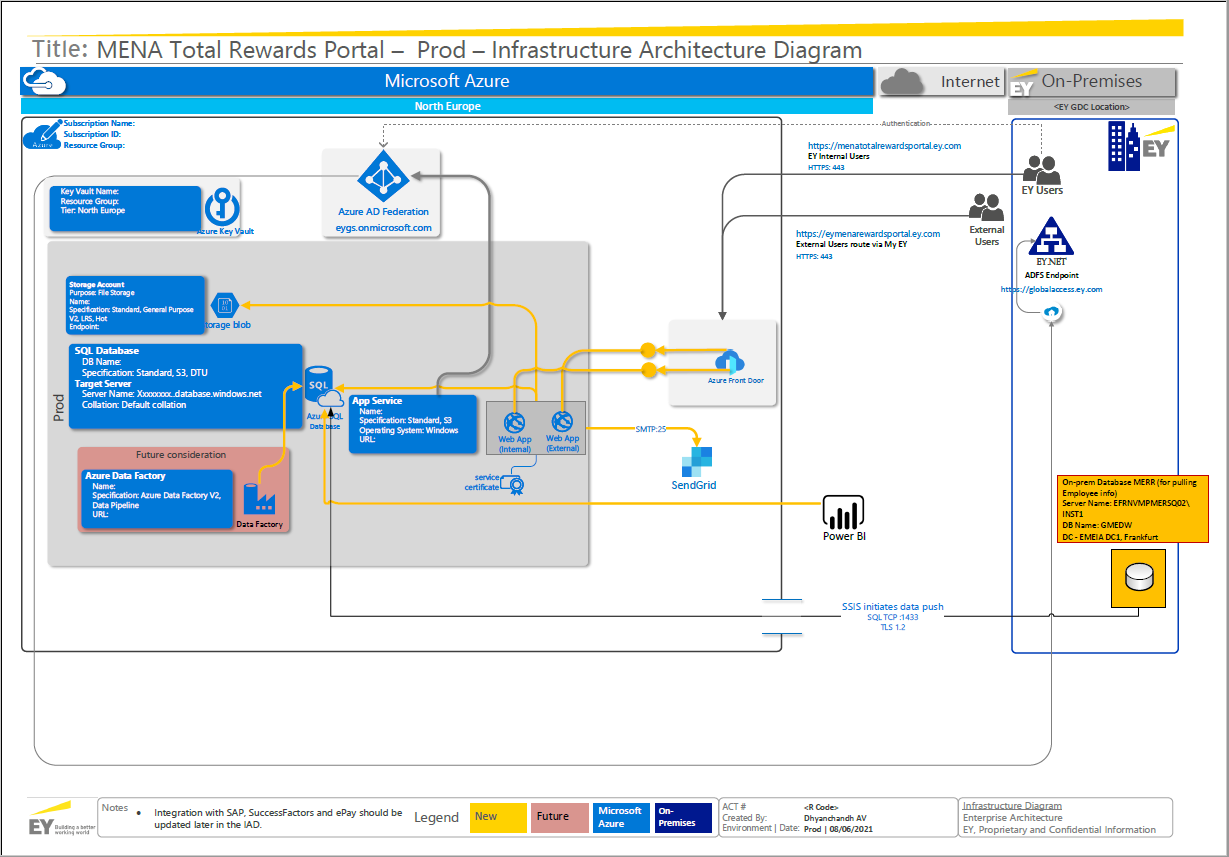 Title: MENA Total Rewards Portal – Prod – Infrastructure Architecture Diagram
Microsoft Azure
Internet
EY
On-Premises
North Europe
<EY GDC Location>
Azure
Subscription Name:
Subscription ID:
Resource Group:
Authentication
https://menatotalrewardsportal.ey.com
EY Internal Users
HTTPS: 443
EY
EY Users
Key Vault Name:
Resource Group:
Tier: North Europe
Azure Key Vault
Azure AD Federation
eygs.onmicrosoft.com
https://eymenarewardsportal.ey.com
External Users route via My EY
HTTPS: 443
External
Users
EY.NET
ADFS Endpoint
https://globalaccess.ey.com
Storage Account
Purpose: File Storage
Name:
Specification: Standard, General Purpose
V2, LRS, Hot
Endpoint:
torage blob
SQL Database
DB Name:
Specification: Standard, S3, DTU
Target Server
Server Name: Xxxxxxxx..database.windows.net
Collation: Default collation
SQL
Azure SQL
Database
Prod
App Service
Name:
Specification: Standard, S3
Operating System: Windows
URL:
Web App
(Internal)
Web App
(External)
Azure Front Door
SMTP:25
SendGrid
service
certificate
Future consideration
Azure Data Factory
Name:
Specification: Azure Data Factory V2,
Data Pipeline
URL:
Data Factory
Power BI
On-prem Database MERR (for pulling
Employee info)
Server Name: EFRNVMPMERSQ02\
INST1
DB Name: GMEDW
DC - EMEIA DC1, Frankfurt
SSIS initiates data push
SQL TCP :1433
TLS 1.2
EY
Building a better
working world
Notes
• Integration with SAP, SuccessFactors and ePay should be
updated later in the IAD.
Legend
New
Future
Microsoft
Azure
On-
Premises
ACT # <R Code>
Created By: Dhyanchandh AV
Environment | Date: Prod | 08/06/2021
Infrastructure Diagram
Enterprise Architecture
EY, Proprietary and Confidential Information